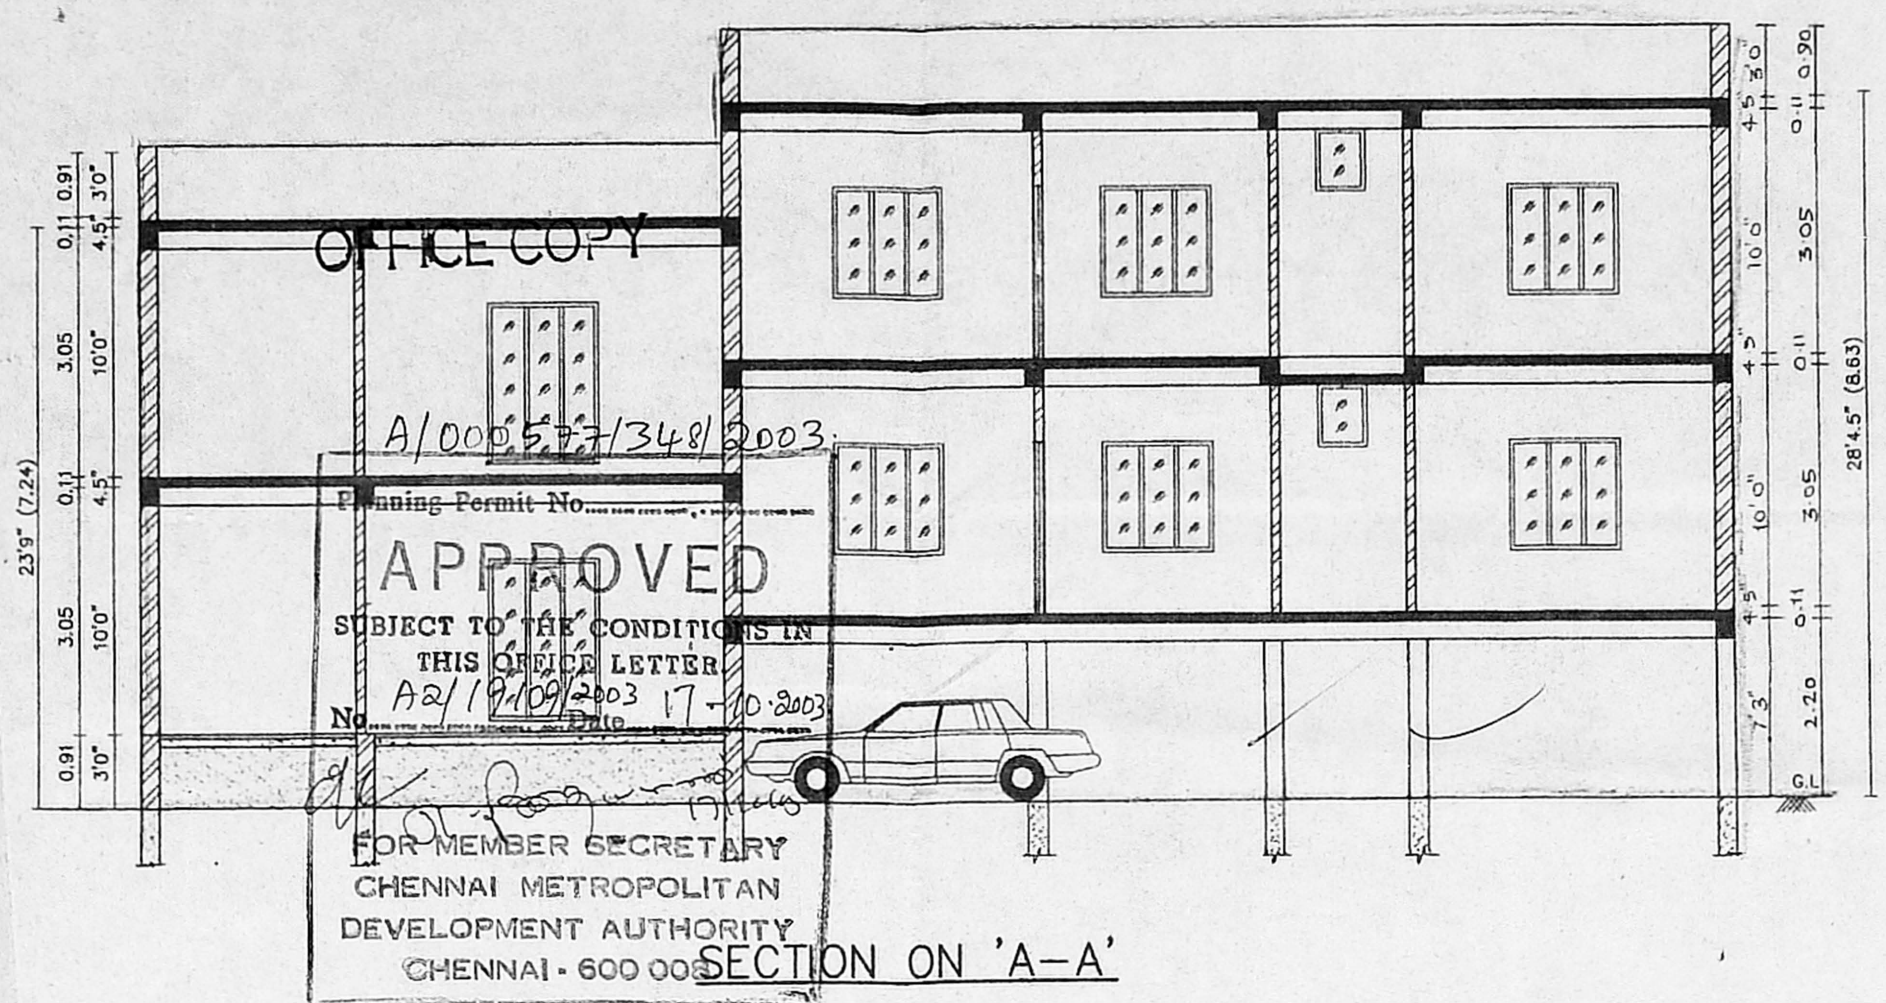 OFFICE COPY
A/000577/348/2003.
Planning Permit No.
APPROVED
SUBJECT TO THE CONDITIONS IN
THIS OFFICE LETTER
A2/19109/2003 17-10-2003
No Date
FOR MEMBER SECRETARY
CHENNAI METROPOLITAN
DEVELOPMENT AUTHORITY
CHENNAI - 600 008
SECTION ON 'A-A'
23'9" (7.24)
0.91 3'0"
0.11 4.5"
3.05 10'0"
0.11 4.5"
3.05 10'0"
0.91 3'0"
3'0" 0.90
4.5 0.11
10'0" 3.05
4.5" 0.11
10'0" 3.05
4.5" 0.11
7'3" 2.20
G.L
28'4.5" (8.63)